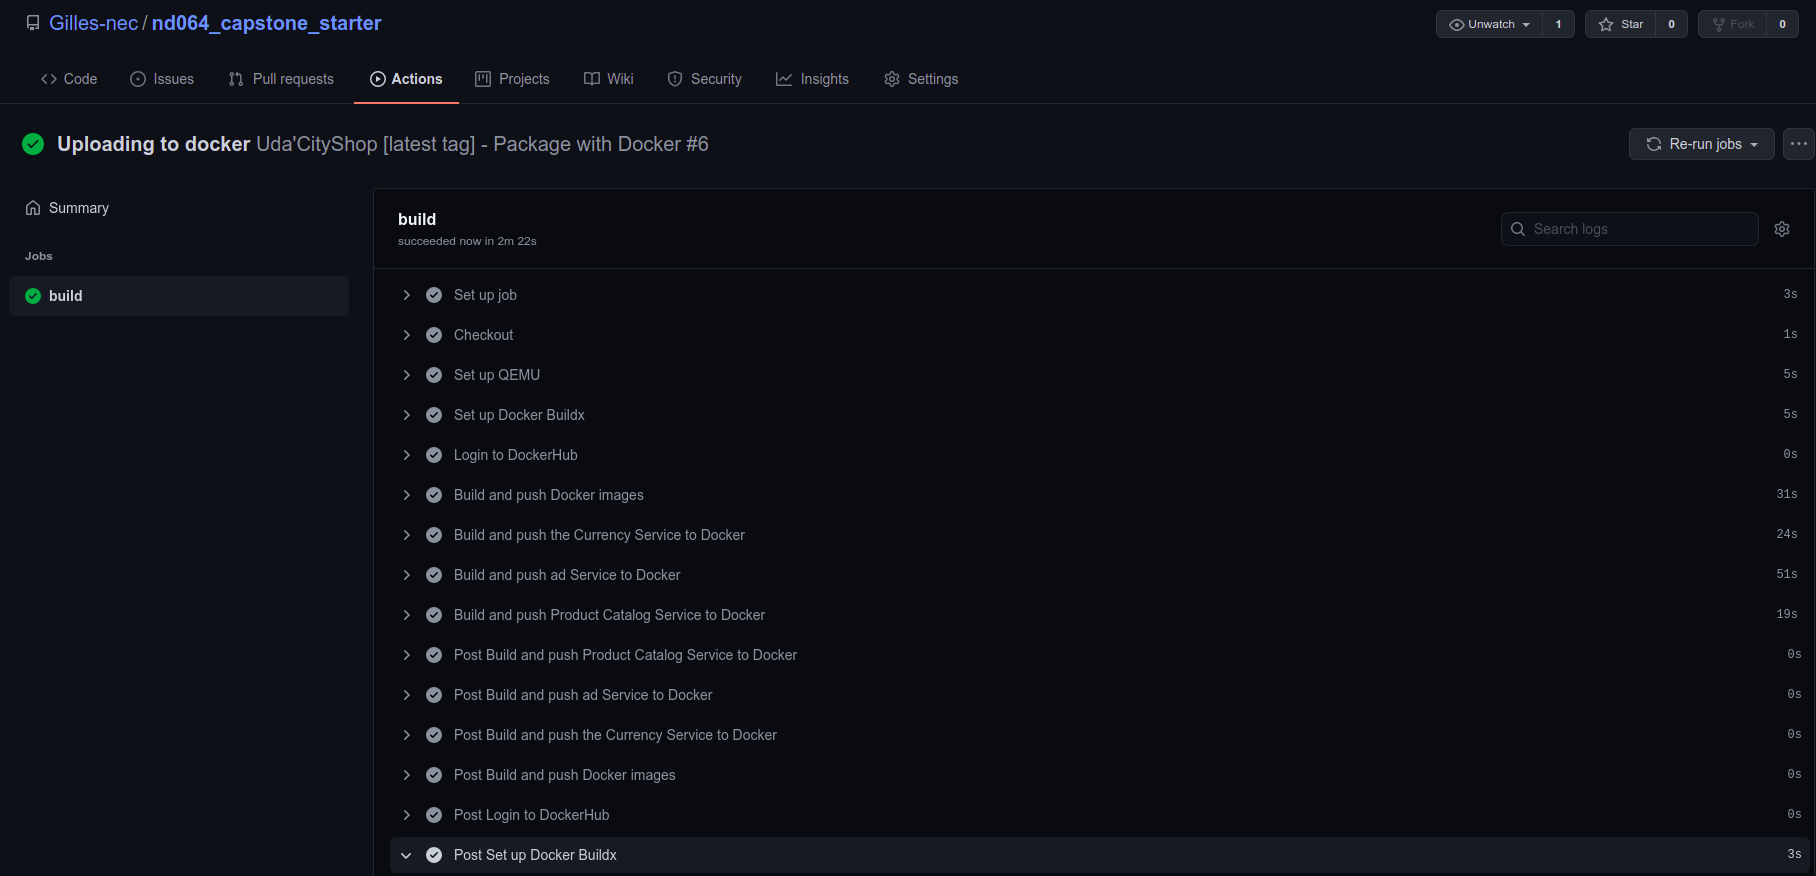 Gilles-nec / nd064_capstone_starter
Unwatch 1 Star 0 Fork 0
Code Issues Pull requests Actions Projects Wiki Security Insights Settings
Uploading to docker Uda'CityShop [latest tag] - Package with Docker #6
Re-run jobs ...
Summary
Jobs
build
build
succeeded now in 2m 22s
Search logs
Set up job 3s
Checkout 1s
Set up QEMU 5s
Set up Docker Buildx 5s
Login to DockerHub 0s
Build and push Docker images 31s
Build and push the Currency Service to Docker 24s
Build and push ad Service to Docker 51s
Build and push Product Catalog Service to Docker 19s
Post Build and push Product Catalog Service to Docker 0s
Post Build and push ad Service to Docker 0s
Post Build and push the Currency Service to Docker 0s
Post Build and push Docker images 0s
Post Login to DockerHub 0s
Post Set up Docker Buildx 3s